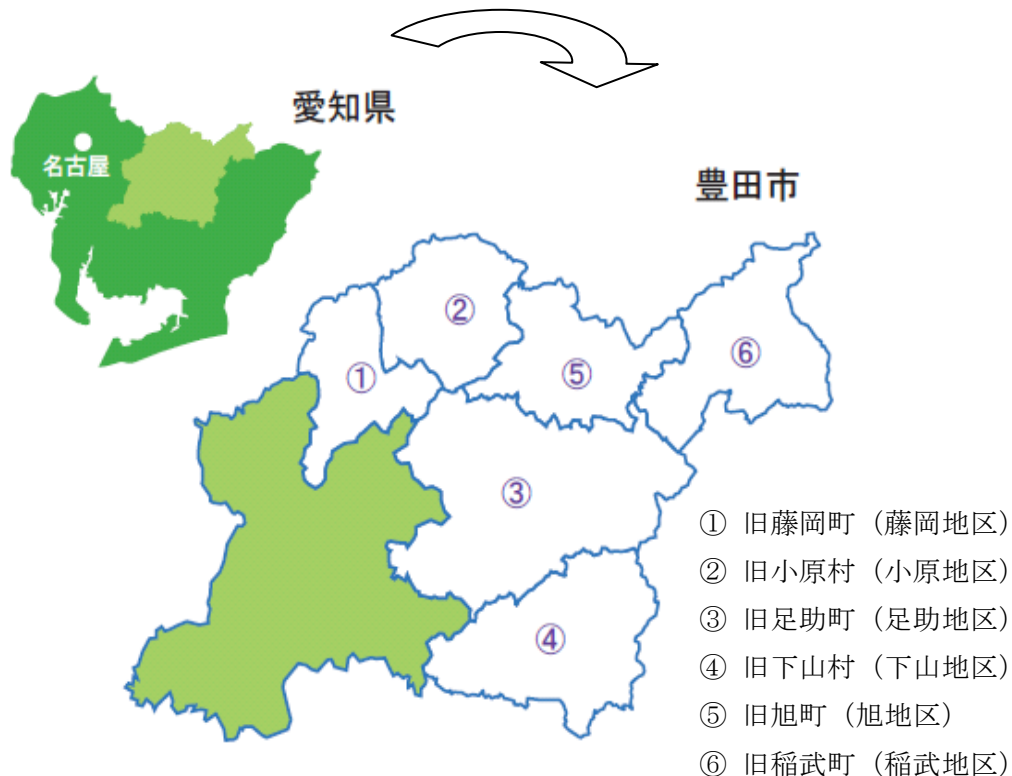 愛知県
名古屋
豊田市
①
②
③
④
⑤
⑥
① 旧藤岡町（藤岡地区）
② 旧小原村（小原地区）
③ 旧足助町（足助地区）
④ 旧下山村（下山地区）
⑤ 旧旭町（旭地区）
⑥ 旧稲武町（稲武地区）